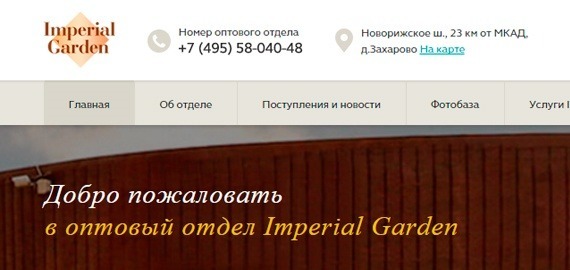 Imperial
Garden
Номер оптового отдела
+7 (495) 58-040-48
Новорижское ш., 23 км от МКАД,
д.Захарово На карте
Главная
Об отделе
Поступления и новости
Фотобаза
Услуги I
Добро пожаловать
в оптовый отдел Imperial Garden